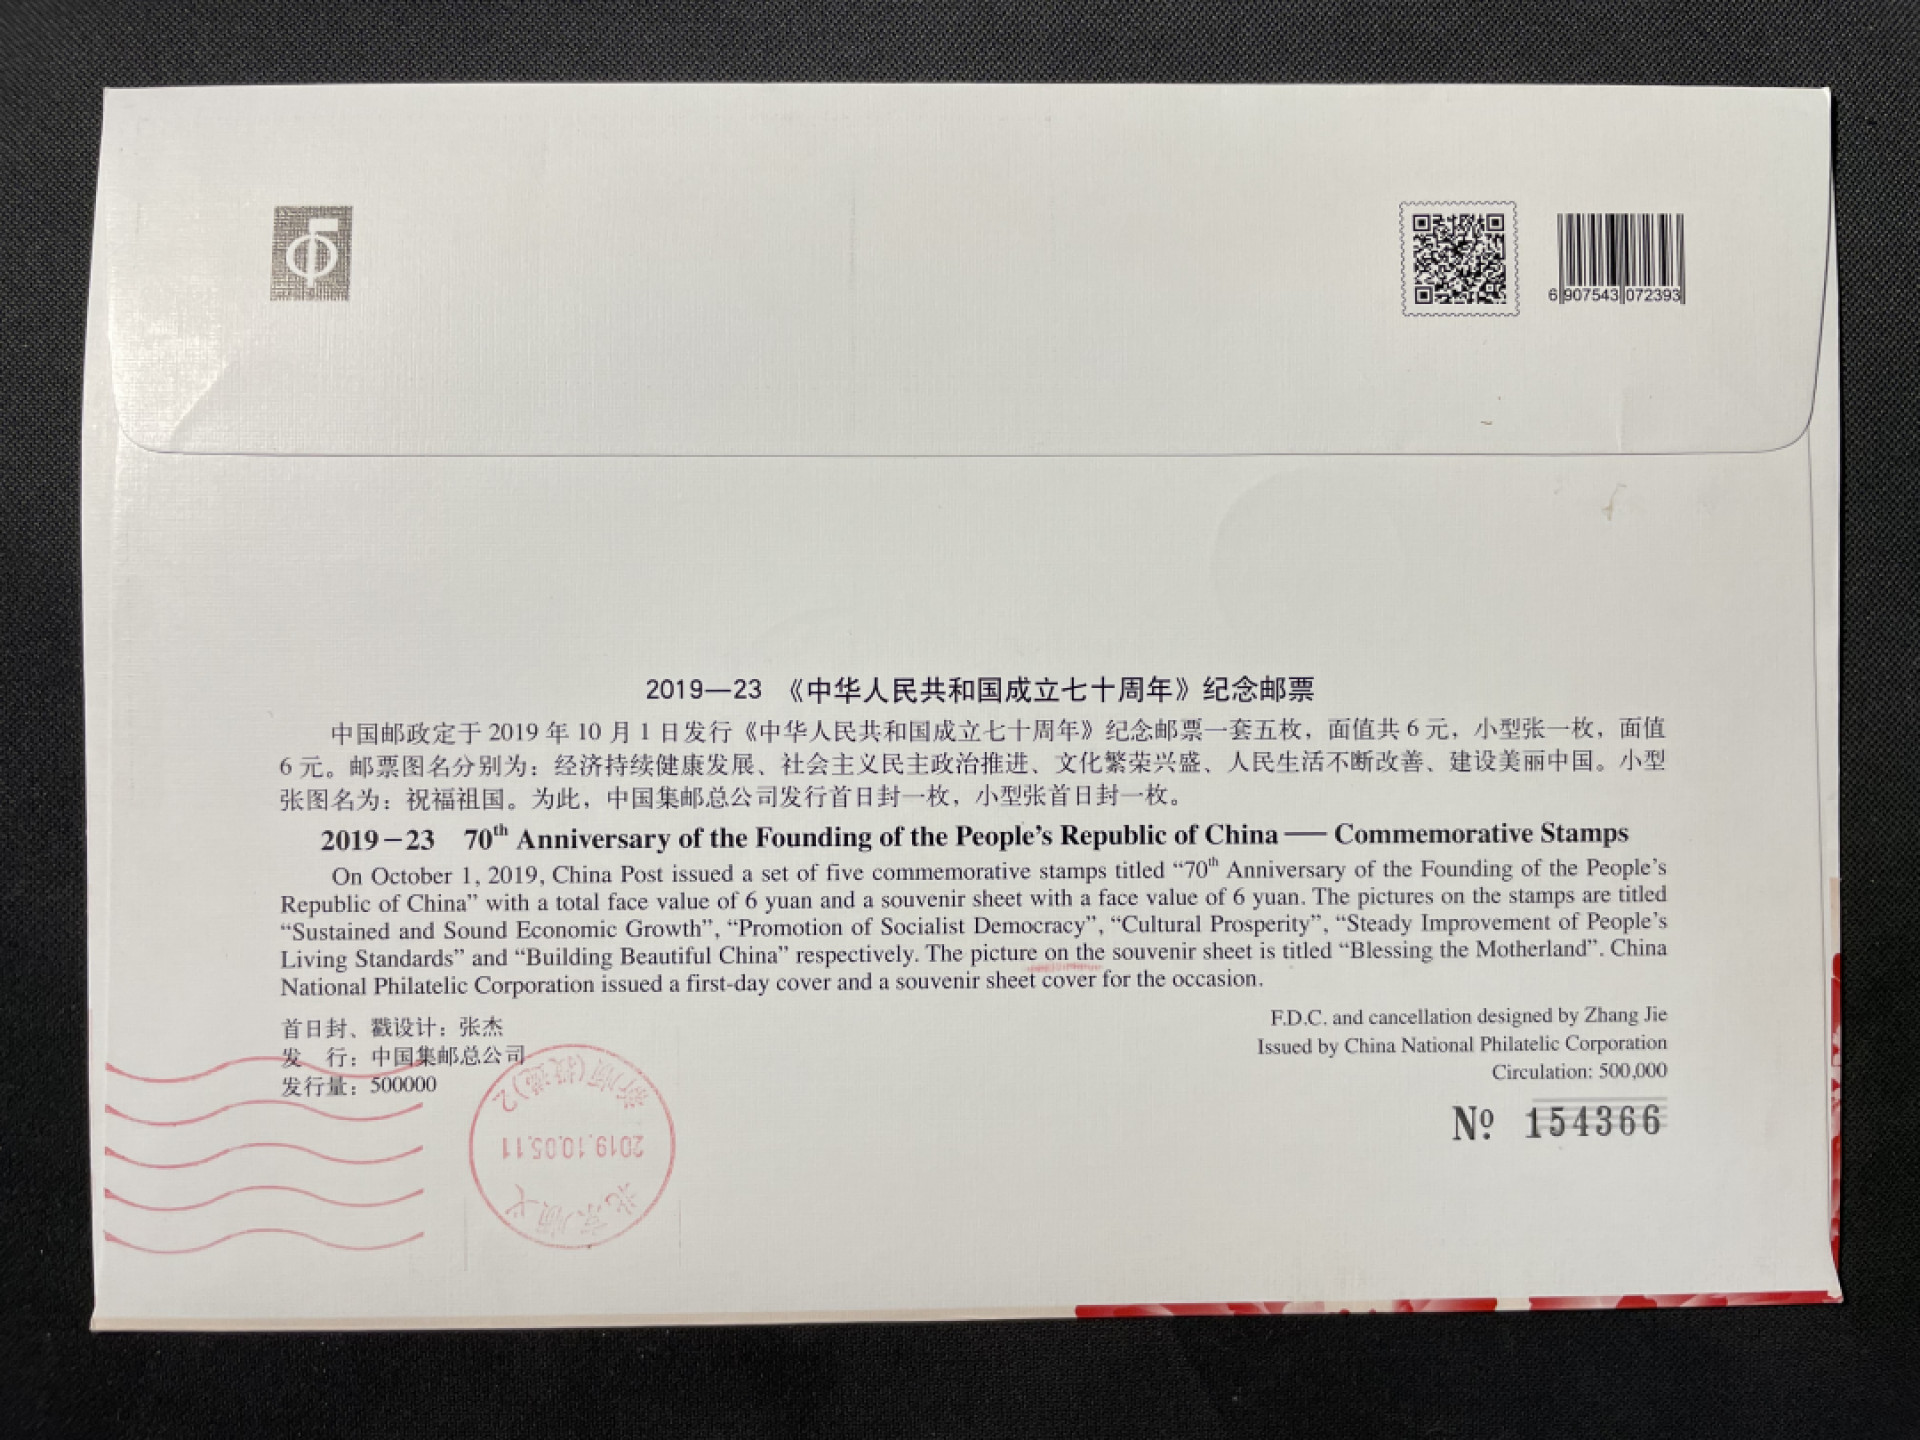 6 907543 072393
2019—23 《中华人民共和国成立七十周年》纪念邮票
中国邮政定于 2019 年 10 月 1 日发行《中华人民共和国成立七十周年》纪念邮票一套五枚，面值共 6 元，小型张一枚，面值
6 元。邮票图名分别为：经济持续健康发展、社会主义民主政治推进、文化繁荣兴盛、人民生活不断改善、建设美丽中国。小型
张图名为：祝福祖国。为此，中国集邮总公司发行首日封一枚，小型张首日封一枚。
2019-23 70th Anniversary of the Founding of the People's Republic of China — Commemorative Stamps
On October 1, 2019, China Post issued a set of five commemorative stamps titled “70th Anniversary of the Founding of the People's
Republic of China” with a total face value of 6 yuan and a souvenir sheet with a face value of 6 yuan. The pictures on the stamps are titled
“Sustained and Sound Economic Growth”, “Promotion of Socialist Democracy”, “Cultural Prosperity”, “Steady Improvement of People's
Living Standards” and “Building Beautiful China” respectively. The picture on the souvenir sheet is titled “Blessing the Motherland”. China
National Philatelic Corporation issued a first-day cover and a souvenir sheet cover for the occasion.
首日封、戳设计：张杰
发 行：中国集邮总公司
发行量：500000
F.D.C. and cancellation designed by Zhang Jie
Issued by China National Philatelic Corporation
Circulation: 500,000
№ 154366
北京顺义
2019.10.05.11
新顺(投递)2